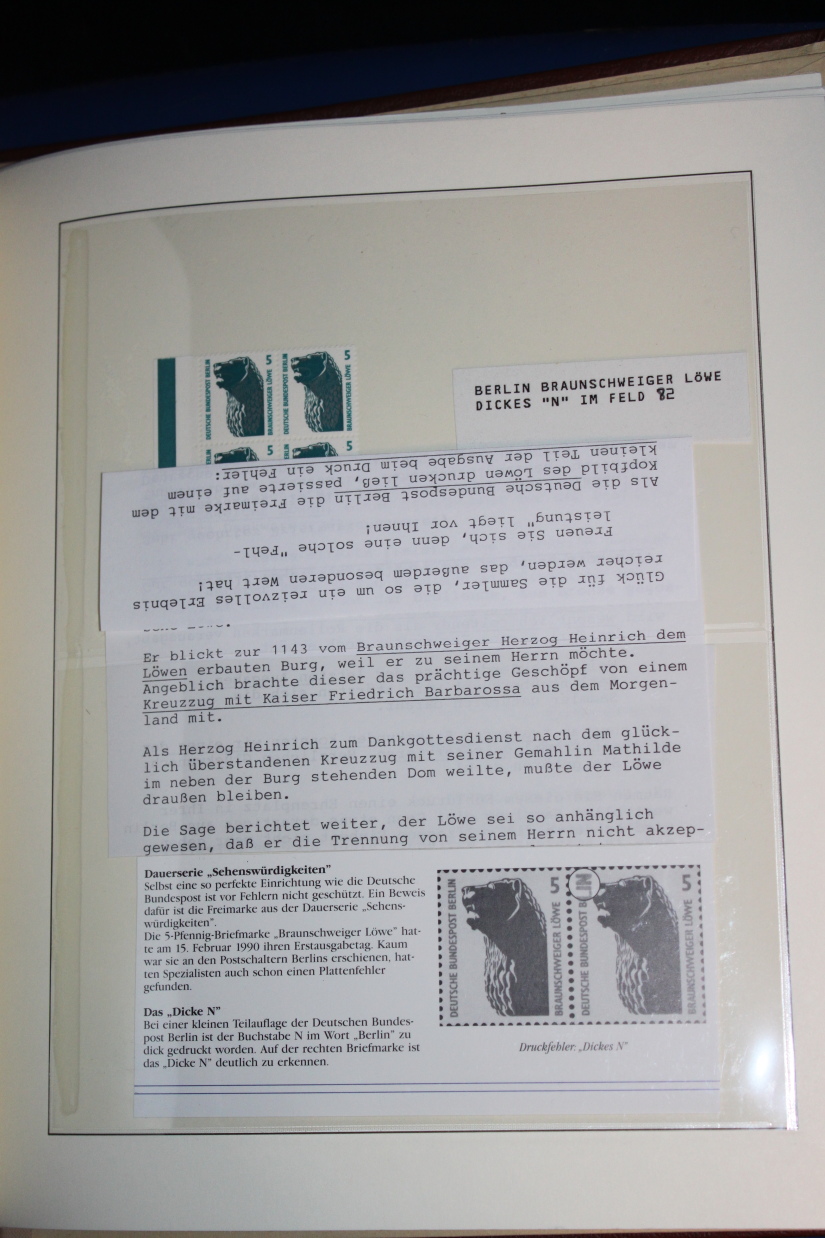 DEUTSCHE BUNDESPOST BERLIN
5
BRAUNSCHWEIGER LÖWE
DEUTSCHE BUNDESPOST BERLIN
5
BRAUNSCHWEIGER LÖWE
5
5
BERLIN BRAUNSCHWEIGER LÖWE
DICKES "N" IM FELD 82
Glück für die Sammler, die so um ein reizvolles Erlebnis
reicher werden, das außerdem besonderen Wert hat!
Freuen Sie sich, denn eine solche "Fehl-
leistung" liegt vor Ihnen!
Als die Deutsche Bundespost Berlin die Freimarke mit dem
Kopfbild des Löwen drucken ließ, passierte auf einem
kleinen Teil der Ausgabe beim Druck ein Fehler:
Er blickt zur 1143 vom Braunschweiger Herzog Heinrich dem
Löwen erbauten Burg, weil er zu seinem Herrn möchte.
Angeblich brachte dieser das prächtige Geschöpf von einem
Kreuzzug mit Kaiser Friedrich Barbarossa aus dem Morgen-
land mit.
Als Herzog Heinrich zum Dankgottesdienst nach dem glück-
lich überstandenen Kreuzzug mit seiner Gemahlin Mathilde
im neben der Burg stehenden Dom weilte, mußte der Löwe
draußen bleiben.
Die Sage berichtet weiter, der Löwe sei so anhänglich
gewesen, daß er die Trennung von seinem Herrn nicht akzep-
Dauerserie „Sehenswürdigkeiten"
Selbst eine so perfekte Einrichtung wie die Deutsche
Bundespost ist vor Fehlern nicht geschützt. Ein Beweis
dafür ist die Freimarke aus der Dauerserie „Sehens-
würdigkeiten".
Die 5-Pfennig-Briefmarke „Braunschweiger Löwe" hat-
te am 15. Februar 1990 ihren Erstausgabetag. Kaum
war sie an den Postschaltern Berlins erschienen, hat-
ten Spezialisten auch schon einen Plattenfehler
gefunden.
Das „Dicke N"
Bei einer kleinen Teilauflage der Deutschen Bundes-
post Berlin ist der Buchstabe N im Wort „Berlin" zu
dick gedruckt worden. Auf der rechten Briefmarke ist
das „Dicke N" deutlich zu erkennen.
DEUTSCHE BUNDESPOST BERLIN
5
BRAUNSCHWEIGER LÖWE
DEUTSCHE BUNDESPOST B
IN
5
BRAUNSCHWEIGER LÖWE
Druckfehler: „Dickes N"